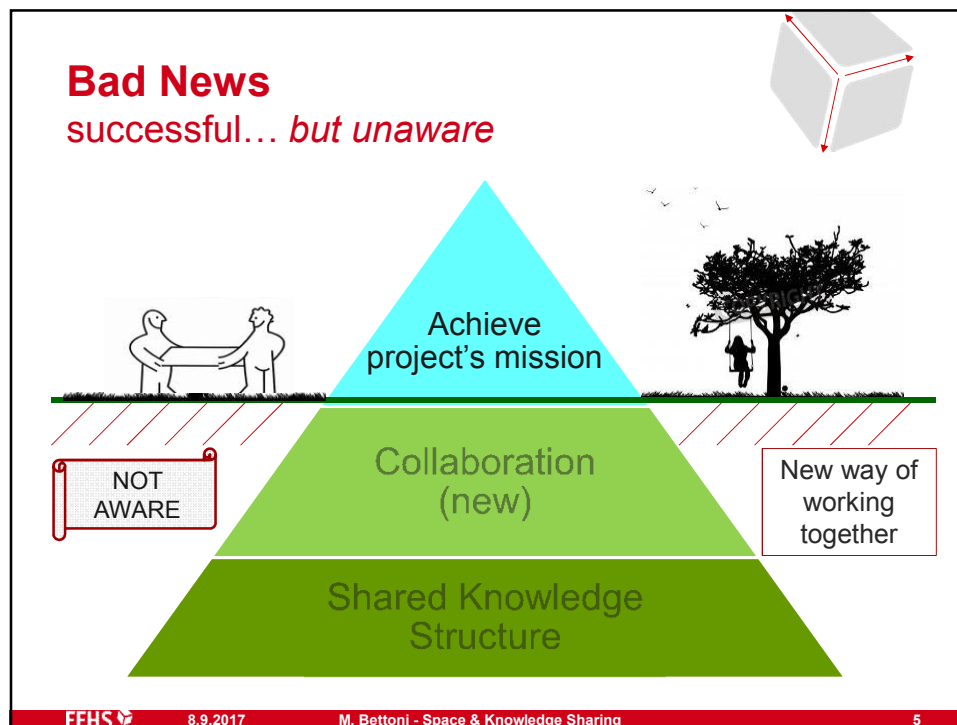 Bad News
successful… but unaware
Achieve
project’s mission
Collaboration
(new)
NOT
AWARE
New way of
working
together
Shared Knowledge
Structure
FFHS 8.9.2017 M. Bettoni - Space & Knowledge Sharing 5